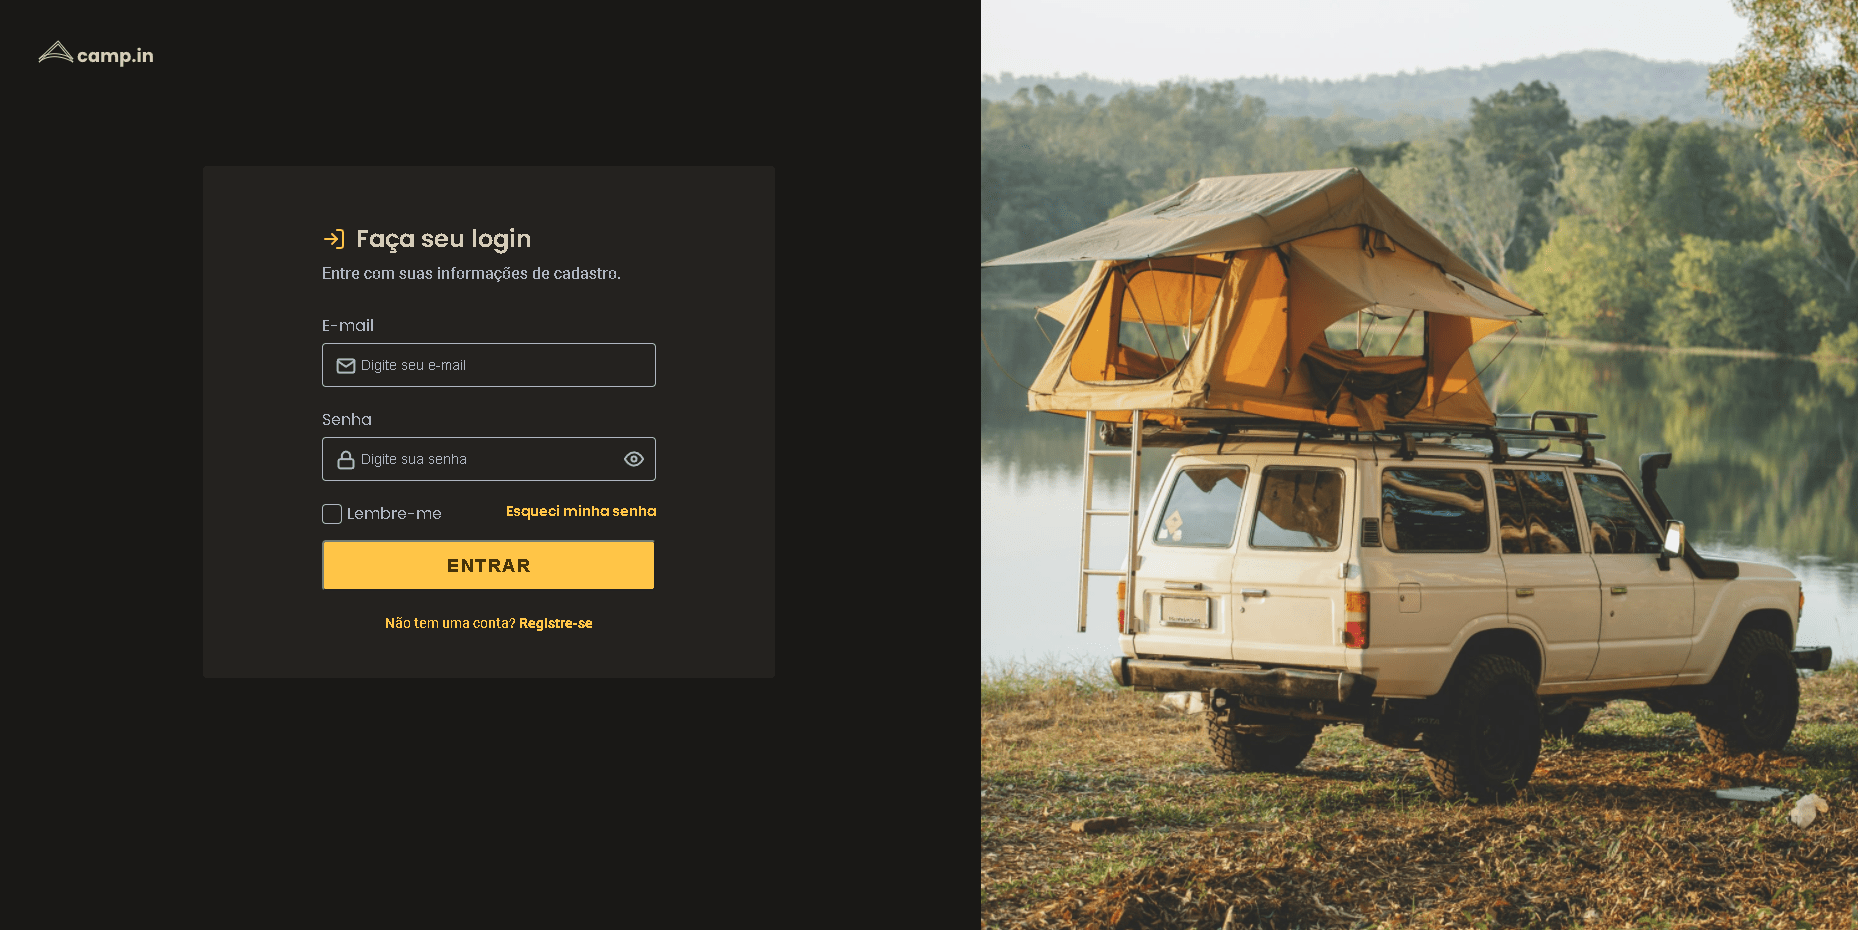 camp.in
Faça seu login
Entre com suas informações de cadastro.
E-mail
Digite seu e-mail
Senha
Digite sua senha
Lembre-me
Esqueci minha senha
ENTRAR
Não tem uma conta? Registre-se